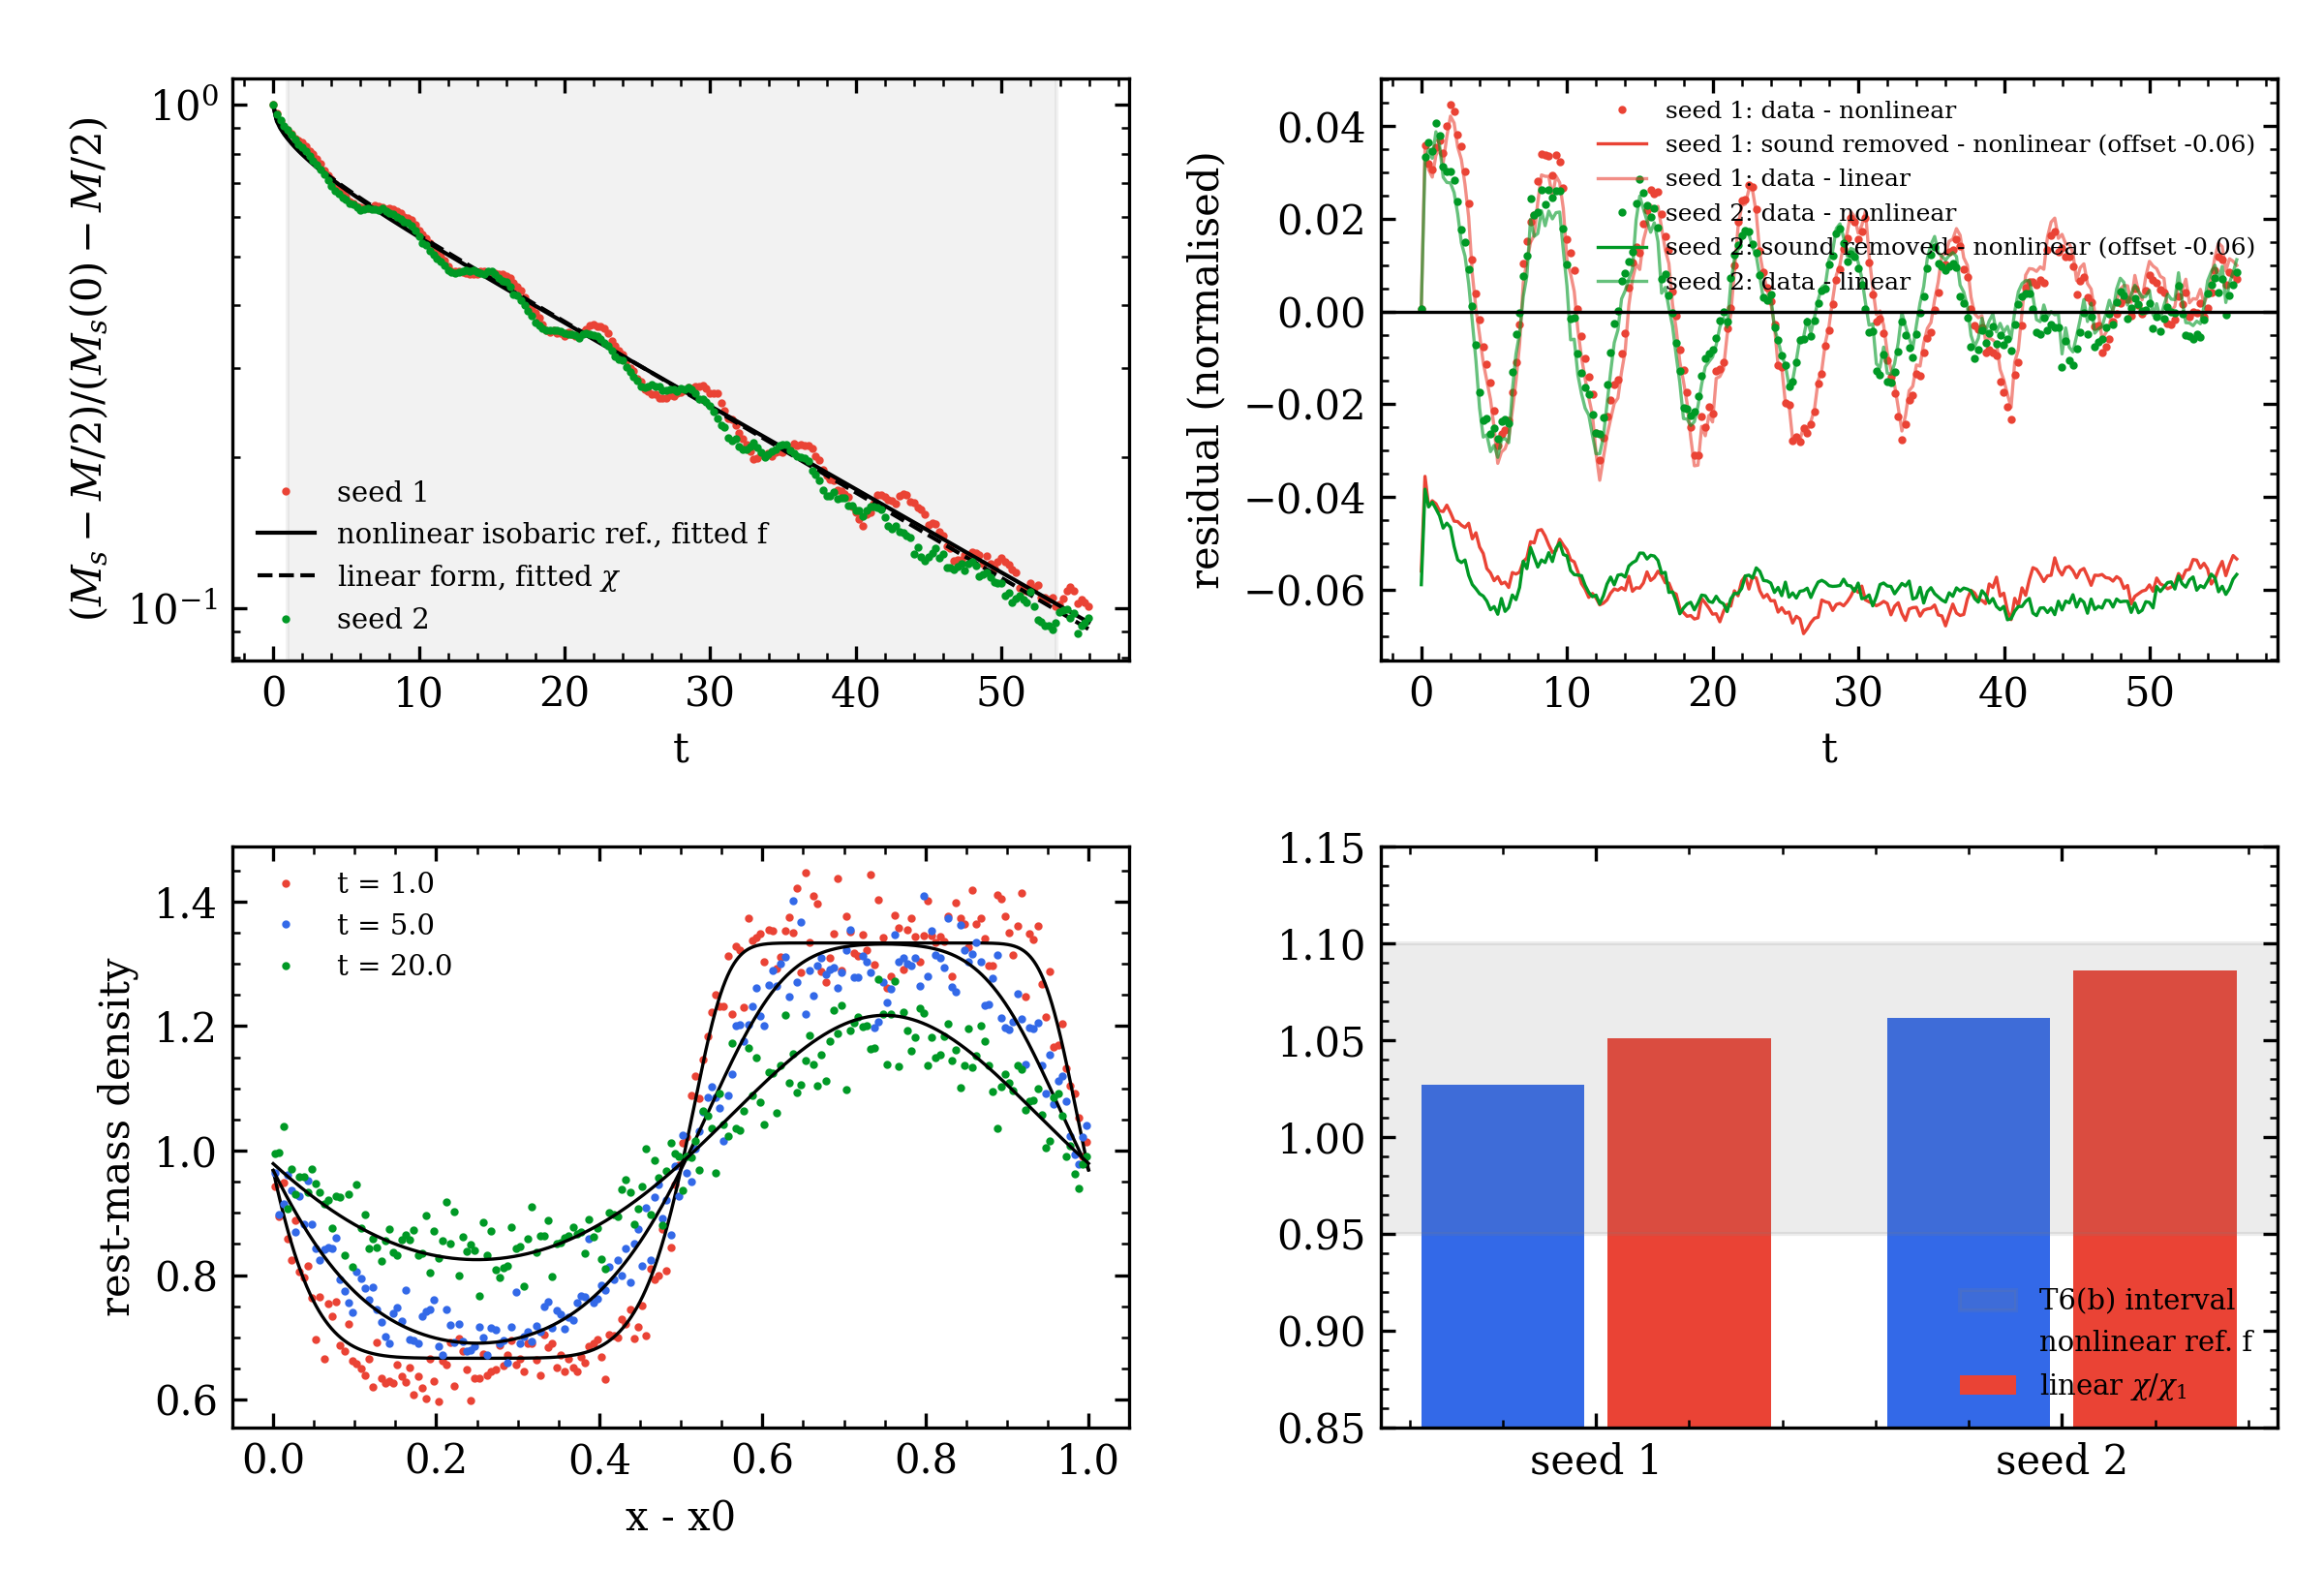 (M_s − M/2)/(M_s(0) − M/2)
10^0
10^−1
seed 1
nonlinear isobaric ref., fitted f
linear form, fitted χ
seed 2
0 10 20 30 40 50
t
residual (normalised)
0.04
0.02
0.00
−0.02
−0.04
−0.06
seed 1: data - nonlinear
seed 1: sound removed - nonlinear (offset -0.06)
seed 1: data - linear
seed 2: data - nonlinear
seed 2: sound removed - nonlinear (offset -0.06)
seed 2: data - linear
0 10 20 30 40 50
t
rest-mass density
1.4
1.2
1.0
0.8
0.6
t = 1.0
t = 5.0
t = 20.0
0.0 0.2 0.4 0.6 0.8 1.0
x - x0
1.15
1.10
1.05
1.00
0.95
0.90
0.85
T6(b) interval
nonlinear ref. f
linear χ/χ₁
seed 1 seed 2